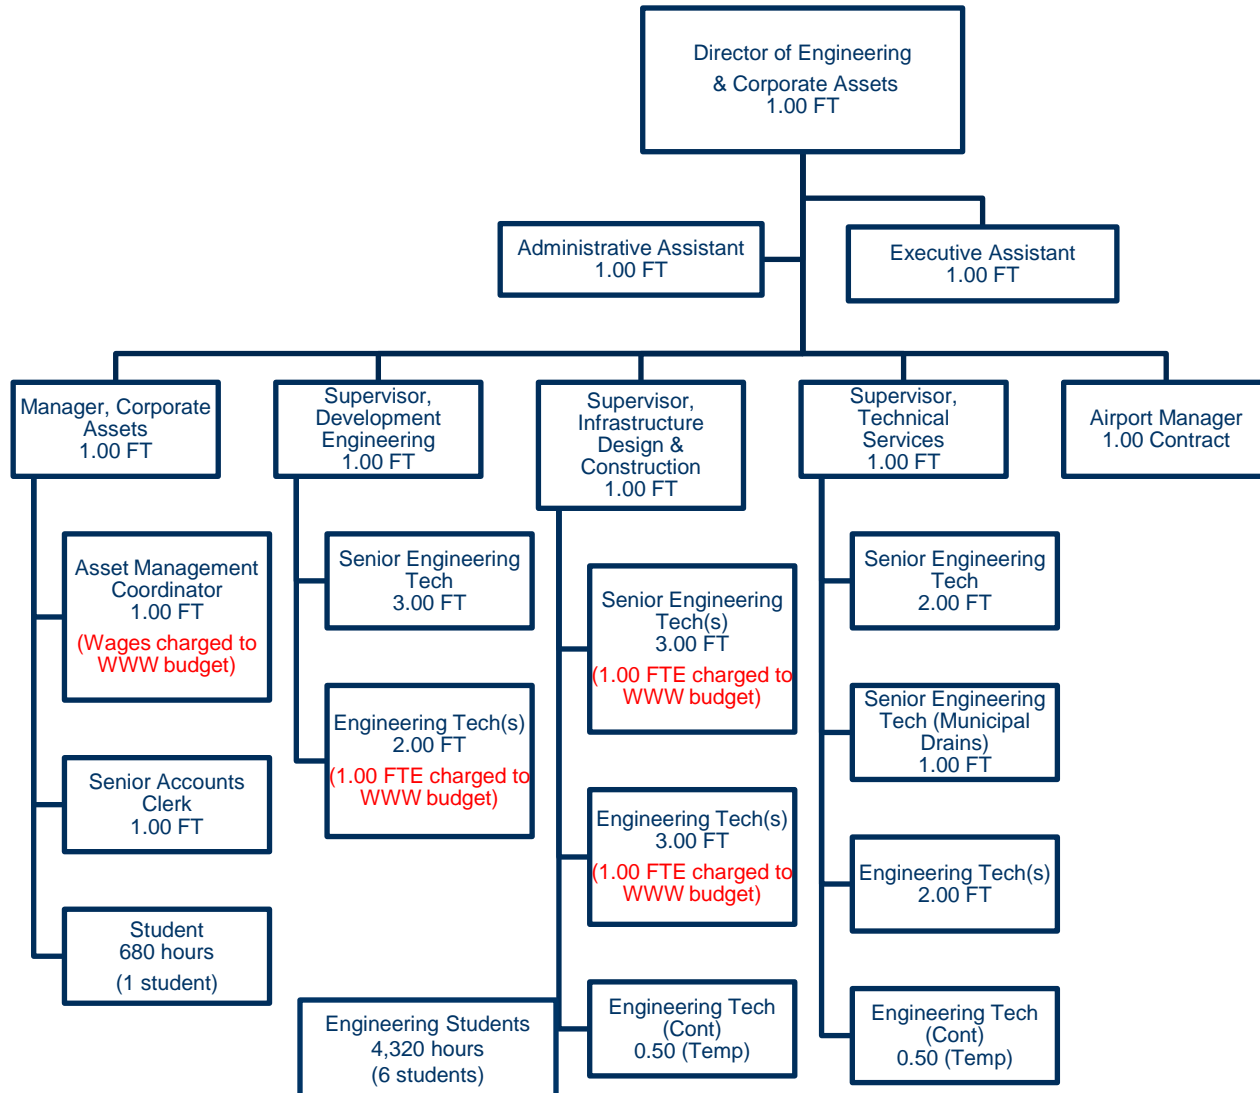 Director of Engineering
& Corporate Assets
1.00 FT
Administrative Assistant
1.00 FT
Executive Assistant
1.00 FT
Manager, Corporate
Assets
1.00 FT
Supervisor,
Development
Engineering
1.00 FT
Supervisor,
Infrastructure
Design &
Construction
1.00 FT
Supervisor,
Technical
Services
1.00 FT
Airport Manager
1.00 Contract
Asset Management
Coordinator
1.00 FT
(Wages charged to
WWW budget)
Senior Accounts
Clerk
1.00 FT
Student
680 hours
(1 student)
Senior Engineering
Tech
3.00 FT
Engineering Tech(s)
2.00 FT
(1.00 FTE charged to
WWW budget)
Engineering Students
4,320 hours
(6 students)
Senior Engineering
Tech(s)
3.00 FT
(1.00 FTE charged to
WWW budget)
Engineering Tech(s)
3.00 FT
(1.00 FTE charged to
WWW budget)
Engineering Tech
(Cont)
0.50 (Temp)
Senior Engineering
Tech
2.00 FT
Senior Engineering
Tech (Municipal
Drains)
1.00 FT
Engineering Tech(s)
2.00 FT
Engineering Tech
(Cont)
0.50 (Temp)